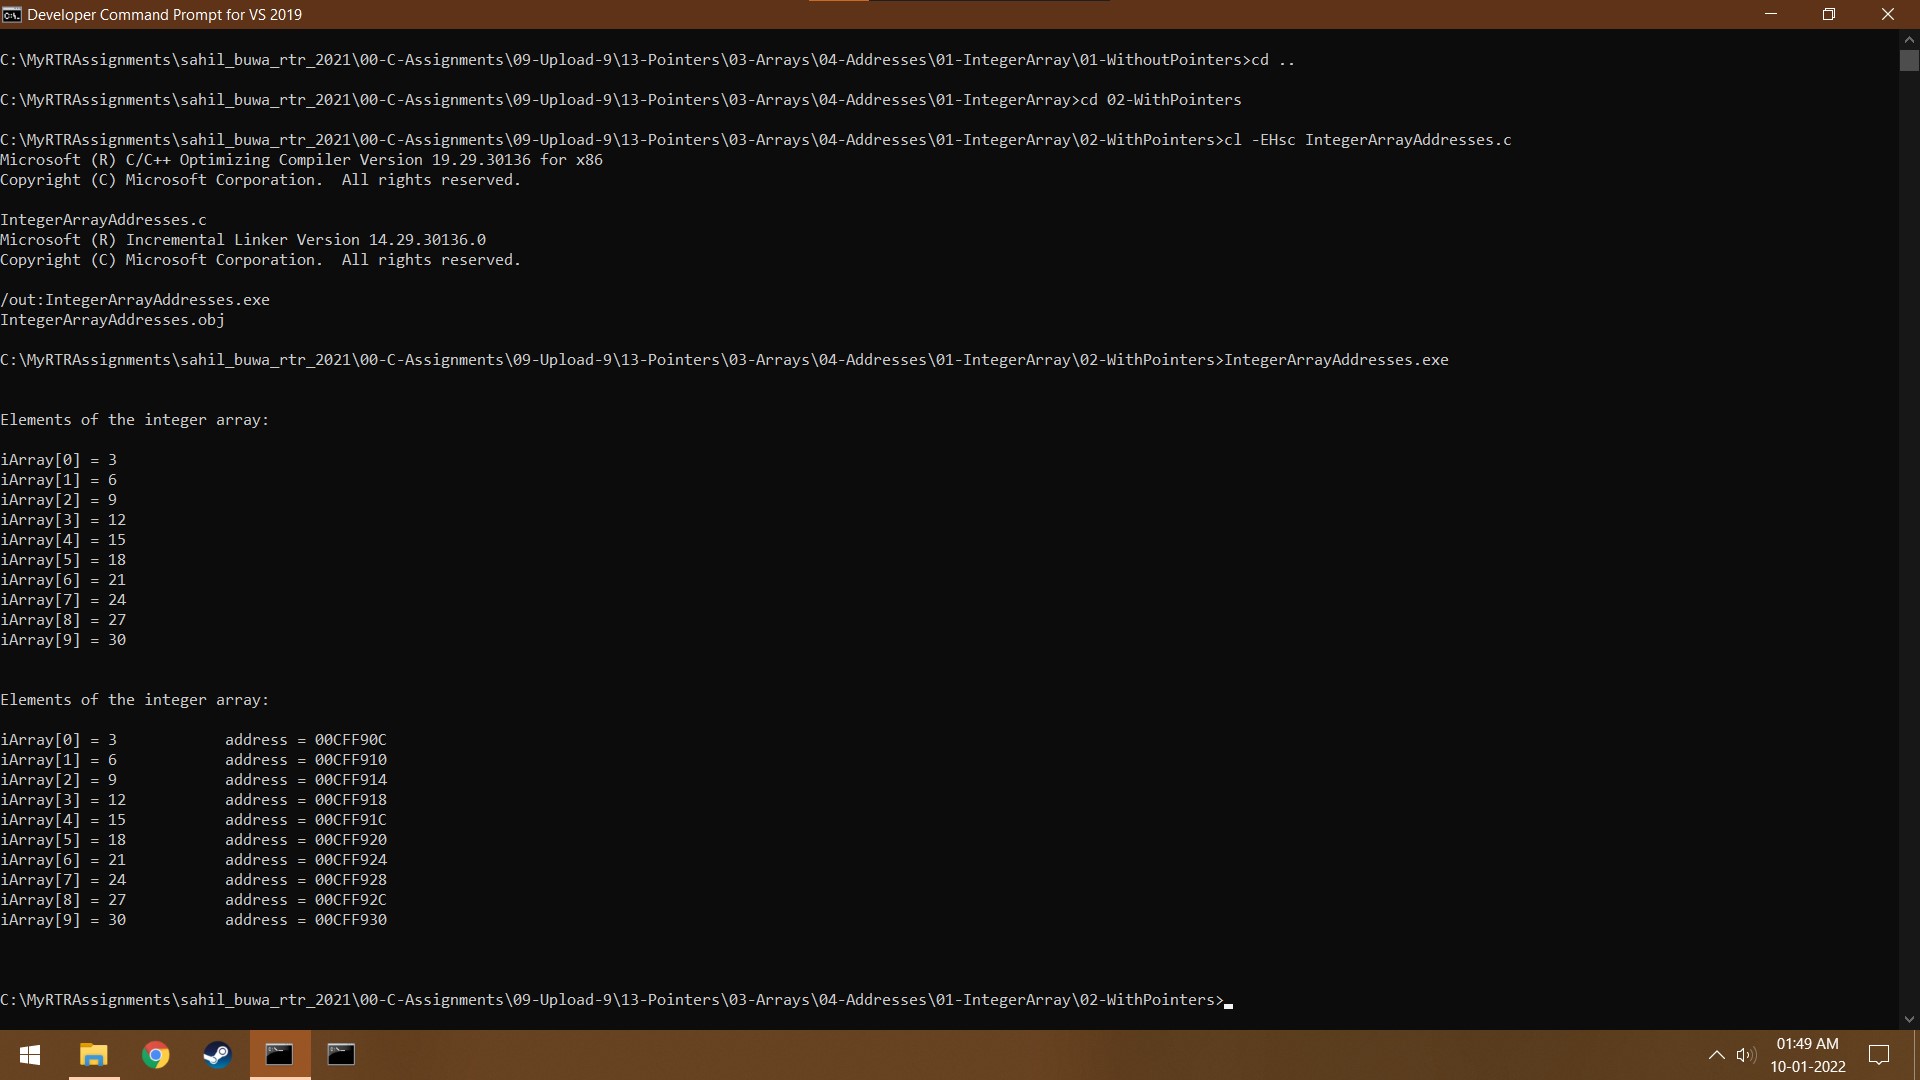 Developer Command Prompt for VS 2019
C:\MyRTRAssignments\sahil_buwa_rtr_2021\00-C-Assignments\09-Upload-9\13-Pointers\03-Arrays\04-Addresses\01-IntegerArray\01-WithoutPointers>cd ..
C:\MyRTRAssignments\sahil_buwa_rtr_2021\00-C-Assignments\09-Upload-9\13-Pointers\03-Arrays\04-Addresses\01-IntegerArray>cd 02-WithPointers
C:\MyRTRAssignments\sahil_buwa_rtr_2021\00-C-Assignments\09-Upload-9\13-Pointers\03-Arrays\04-Addresses\01-IntegerArray\02-WithPointers>cl -EHsc IntegerArrayAddresses.c
Microsoft (R) C/C++ Optimizing Compiler Version 19.29.30136 for x86
Copyright (C) Microsoft Corporation.  All rights reserved.
IntegerArrayAddresses.c
Microsoft (R) Incremental Linker Version 14.29.30136.0
Copyright (C) Microsoft Corporation.  All rights reserved.
/out:IntegerArrayAddresses.exe
IntegerArrayAddresses.obj
C:\MyRTRAssignments\sahil_buwa_rtr_2021\00-C-Assignments\09-Upload-9\13-Pointers\03-Arrays\04-Addresses\01-IntegerArray\02-WithPointers>IntegerArrayAddresses.exe
Elements of the integer array:
iArray[0] = 3
iArray[1] = 6
iArray[2] = 9
iArray[3] = 12
iArray[4] = 15
iArray[5] = 18
iArray[6] = 21
iArray[7] = 24
iArray[8] = 27
iArray[9] = 30
Elements of the integer array:
iArray[0] = 3            address = 00CFF90C
iArray[1] = 6            address = 00CFF910
iArray[2] = 9            address = 00CFF914
iArray[3] = 12           address = 00CFF918
iArray[4] = 15           address = 00CFF91C
iArray[5] = 18           address = 00CFF920
iArray[6] = 21           address = 00CFF924
iArray[7] = 24           address = 00CFF928
iArray[8] = 27           address = 00CFF92C
iArray[9] = 30           address = 00CFF930
C:\MyRTRAssignments\sahil_buwa_rtr_2021\00-C-Assignments\09-Upload-9\13-Pointers\03-Arrays\04-Addresses\01-IntegerArray\02-WithPointers>
01:49 AM
10-01-2022